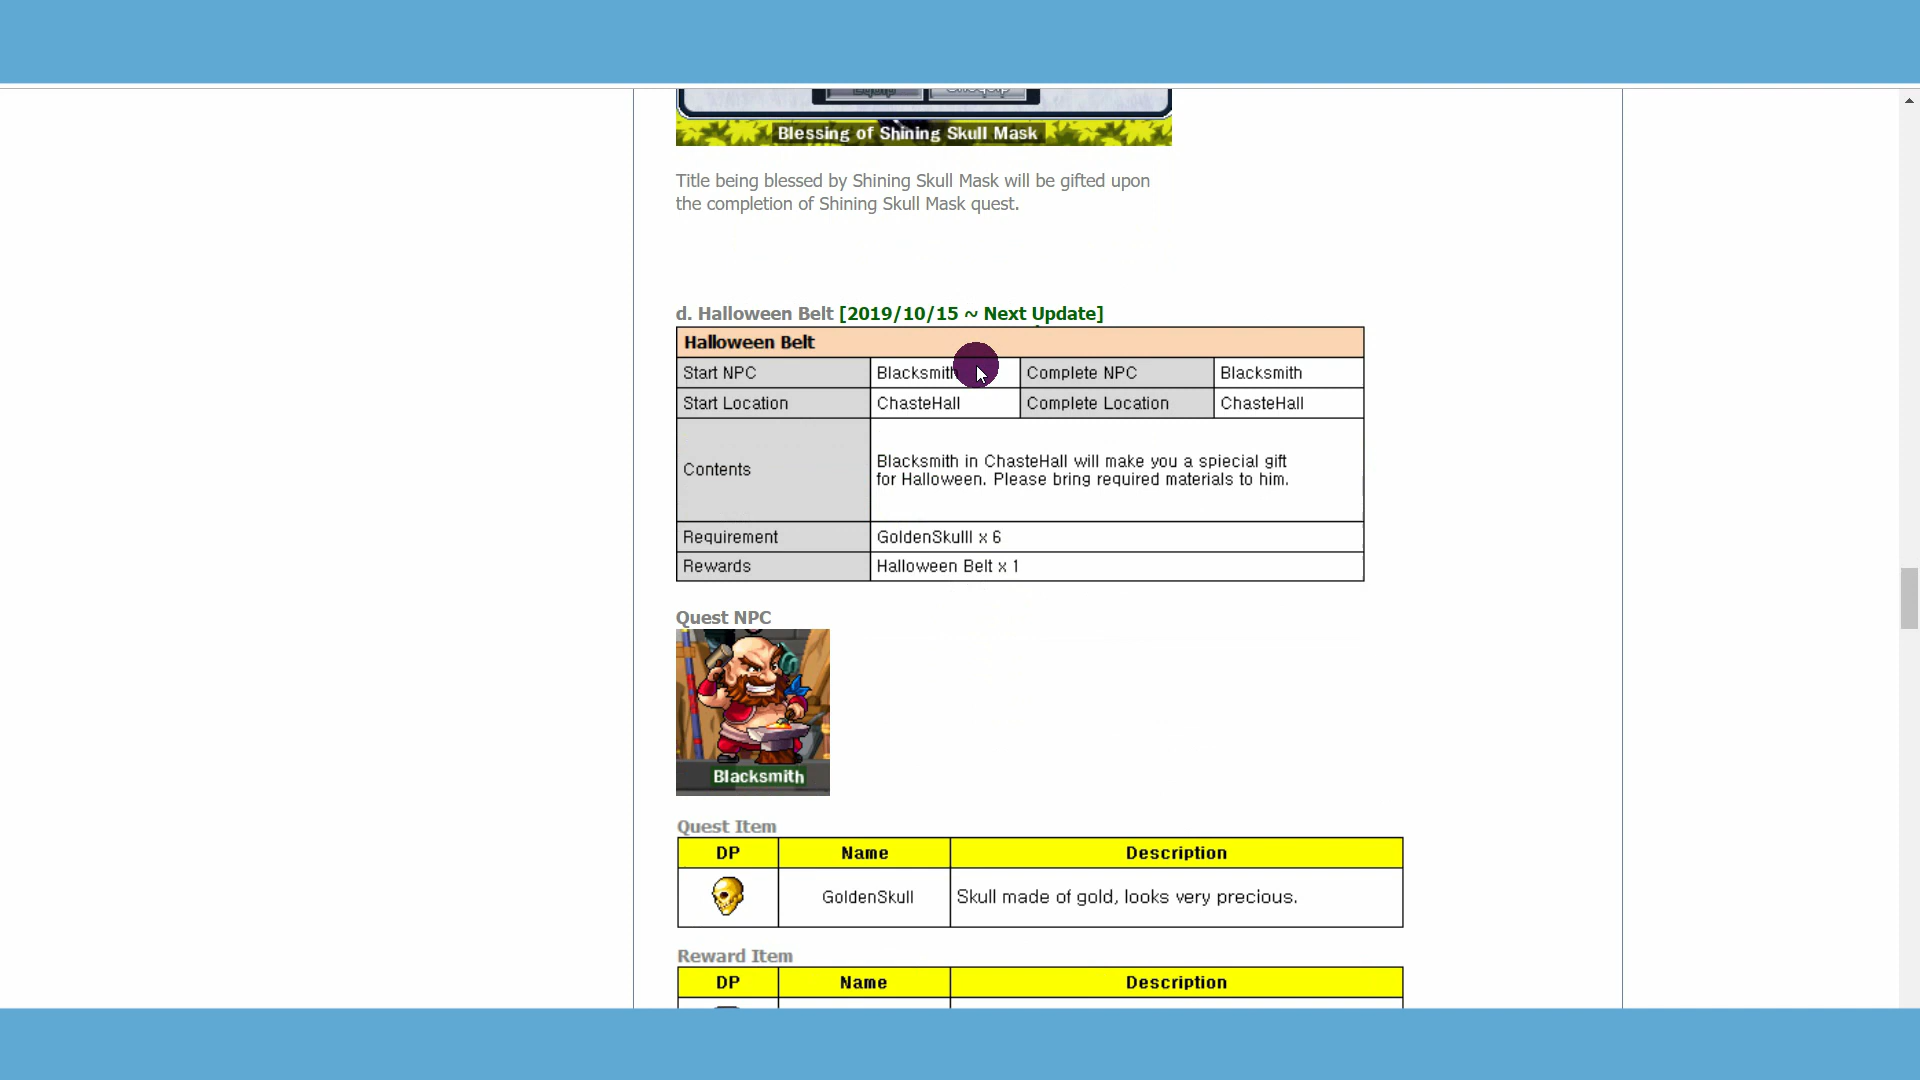 Blessing of Shining Skull Mask
Title being blessed by Shining Skull Mask will be gifted upon
the completion of Shining Skull Mask quest.
d. Halloween Belt [2019/10/15 ~ Next Update]
Halloween Belt
Start NPC Blacksmith Complete NPC Blacksmith
Start Location ChasteHall Complete Location ChasteHall
Contents
Blacksmith in ChasteHall will make you a spiecial gift
for Halloween. Please bring required materials to him.
Requirement GoldenSkulll x 6
Rewards Halloween Belt x 1
Quest NPC
Blacksmith
Quest Item
DP Name Description
GoldenSkull Skull made of gold, looks very precious.
Reward Item
DP Name Description